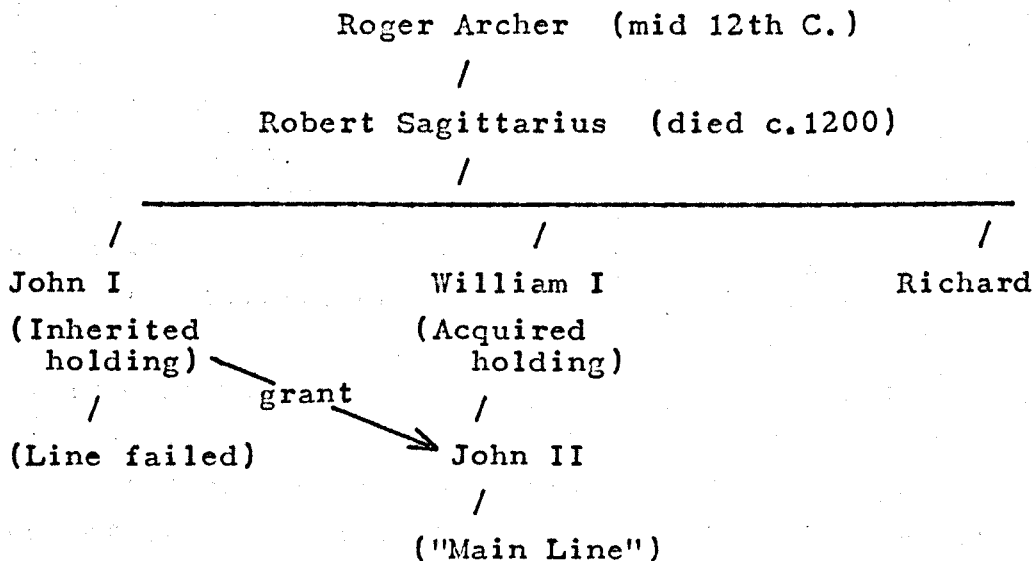 Roger Archer (mid 12th C.)
/
Robert Sagittarius (died c.1200)
/
/ / /
John I William I Richard
(Inherited holding) (Acquired holding)
grant
/ /
(Line failed) John II
/
("Main Line")